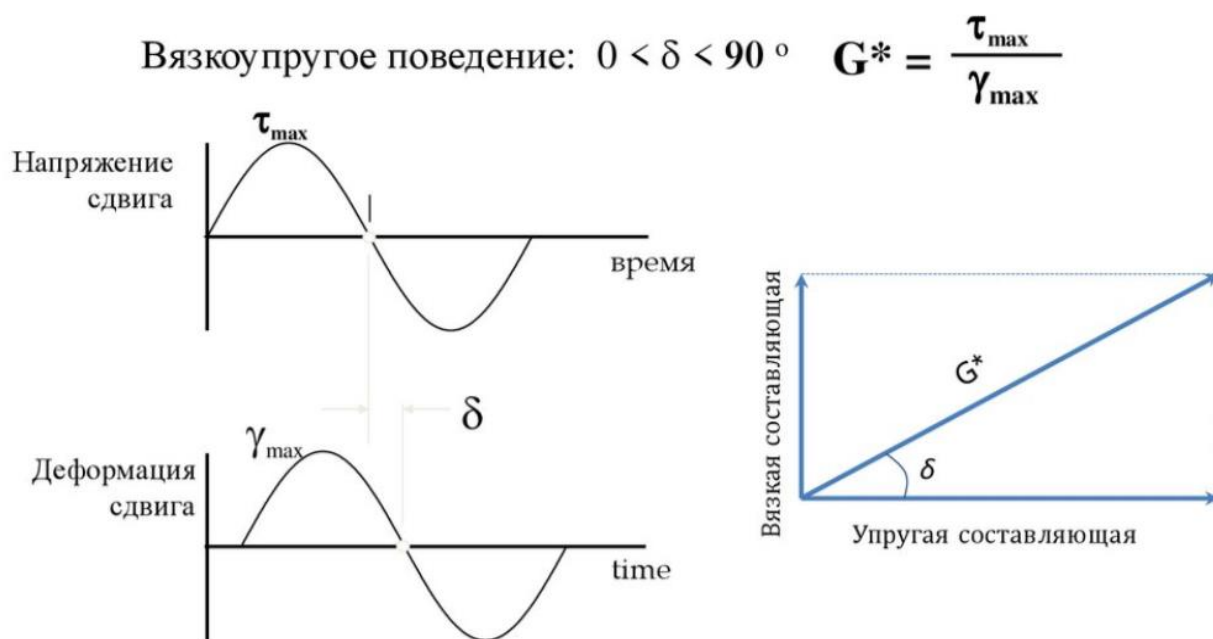 Вязкоупругое поведение: 0 < δ < 90 ° G* = τmax / γmax
τmax
Напряжение
сдвига
время
δ
γmax
Деформация
сдвига
time
Вязкая составляющая
G*
δ
Упругая составляющая